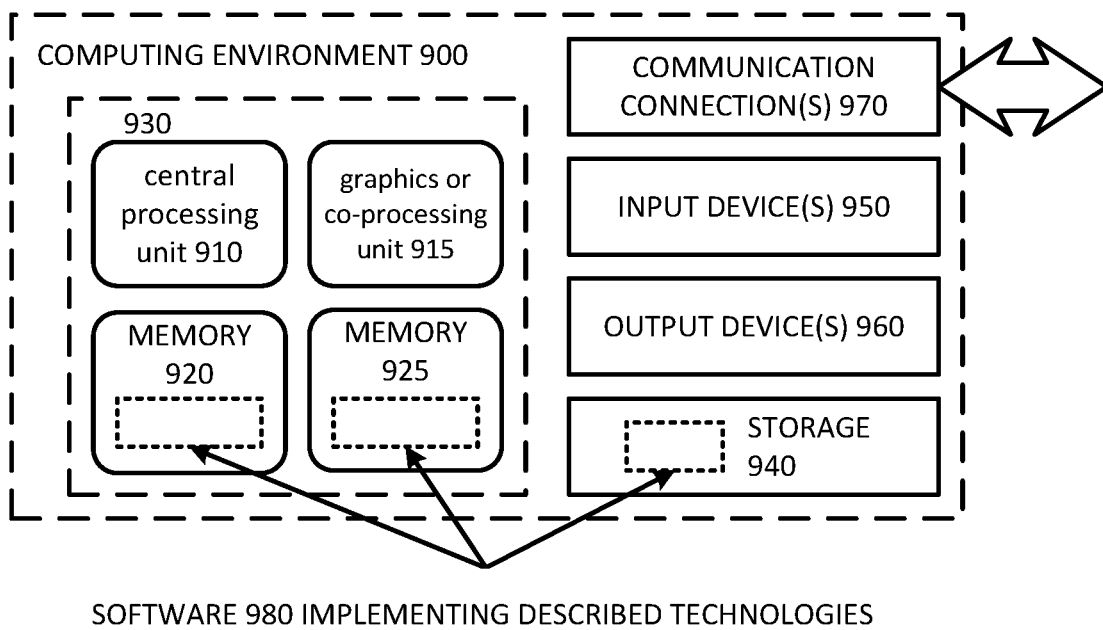 COMPUTING ENVIRONMENT 900
930
central
processing
unit 910
graphics or
co-processing
unit 915
MEMORY
920
MEMORY
925
COMMUNICATION
CONNECTION(S) 970
INPUT DEVICE(S) 950
OUTPUT DEVICE(S) 960
STORAGE
940
SOFTWARE 980 IMPLEMENTING DESCRIBED TECHNOLOGIES